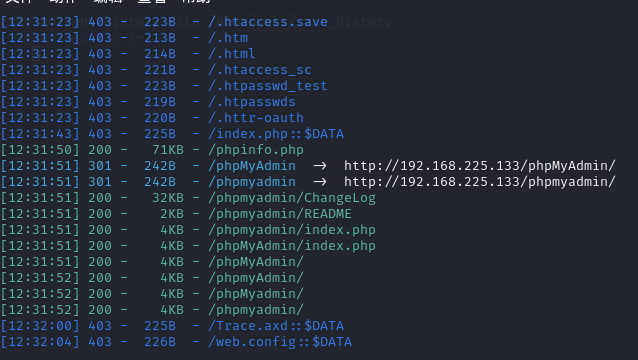 [12:31:23] 403 -   223B  - /.htaccess.save
[12:31:23] 403 -   213B  - /.htm
[12:31:23] 403 -   214B  - /.html
[12:31:23] 403 -   221B  - /.htaccess_sc
[12:31:23] 403 -   223B  - /.htpasswd_test
[12:31:23] 403 -   219B  - /.htpasswds
[12:31:23] 403 -   220B  - /.httr-oauth
[12:31:43] 403 -   225B  - /index.php::$DATA
[12:31:50] 200 -    71KB - /phpinfo.php
[12:31:51] 301 -   242B  - /phpMyAdmin  ->  http://192.168.225.133/phpMyAdmin/
[12:31:51] 301 -   242B  - /phpmyadmin  ->  http://192.168.225.133/phpmyadmin/
[12:31:51] 200 -    32KB - /phpmyadmin/ChangeLog
[12:31:51] 200 -     2KB - /phpmyadmin/README
[12:31:51] 200 -     4KB - /phpmyadmin/index.php
[12:31:51] 200 -     4KB - /phpMyAdmin/index.php
[12:31:51] 200 -     4KB - /phpMyAdmin/
[12:31:52] 200 -     4KB - /phpMyadmin/
[12:31:52] 200 -     4KB - /phpmyAdmin/
[12:31:52] 200 -     4KB - /phpmyadmin/
[12:32:00] 403 -   225B  - /Trace.axd::$DATA
[12:32:04] 403 -   226B  - /web.config::$DATA